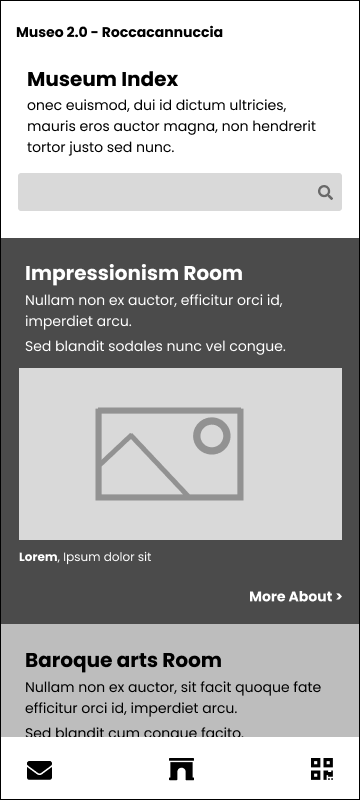 Museo 2.0 - Roccacannuccia
Museum Index
onec euismod, dui id dictum ultricies,
mauris eros auctor magna, non hendrerit
tortor justo sed nunc.
Impressionism Room
Nullam non ex auctor, efficitur orci id,
imperdiet arcu.
Sed blandit sodales nunc vel congue.
Lorem, Ipsum dolor sit
More About >
Baroque arts Room
Nullam non ex auctor, sit facit quoque fate
efficitur orci id, imperdiet arcu.
Sed blandit cum congue facito.